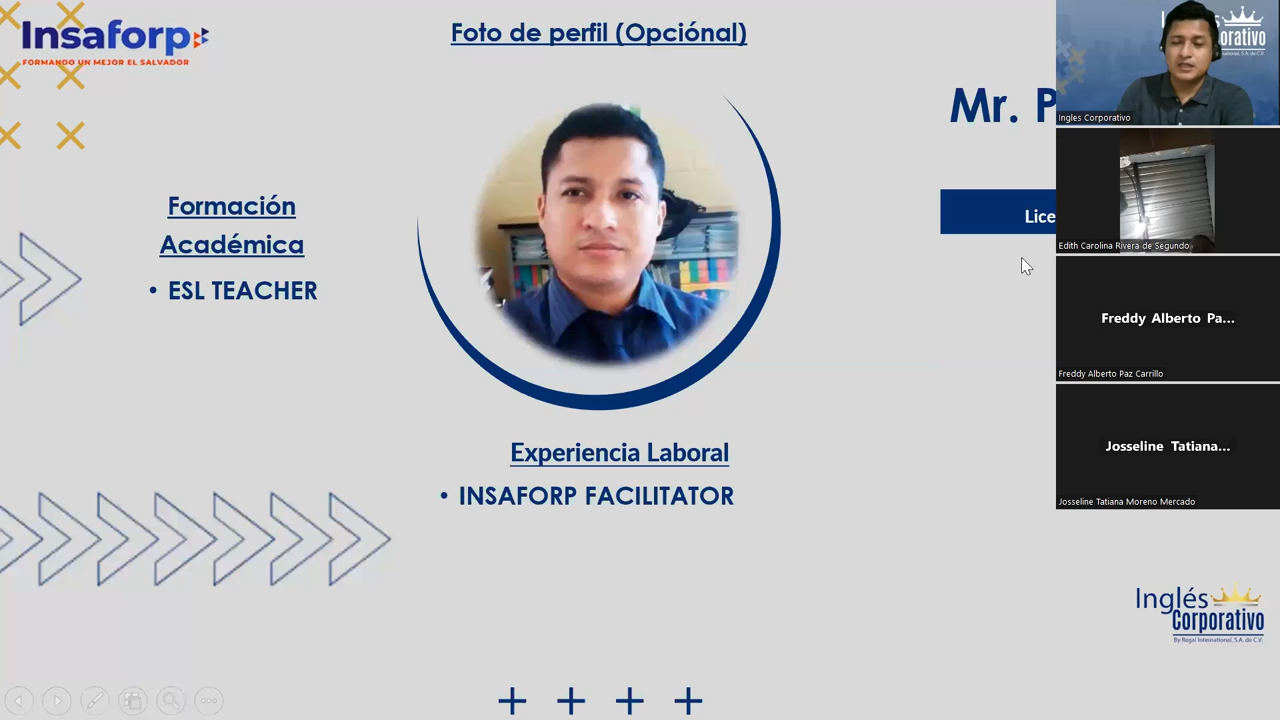 Insaforp
FORMANDO UN MEJOR EL SALVADOR
Foto de perfil (Opciónal)
Mr. P
Lice
Formación
Académica
• ESL TEACHER
Experiencia Laboral
• INSAFORP FACILITATOR
Ingles Corporativo
Edith Carolina Rivera de Segundo
Freddy Alberto Pa...
Freddy Alberto Paz Carrillo
Josseline Tatiana...
Josseline Tatiana Moreno Mercado
Inglés
Corporativo
By Regal International, S.A. de C.V.